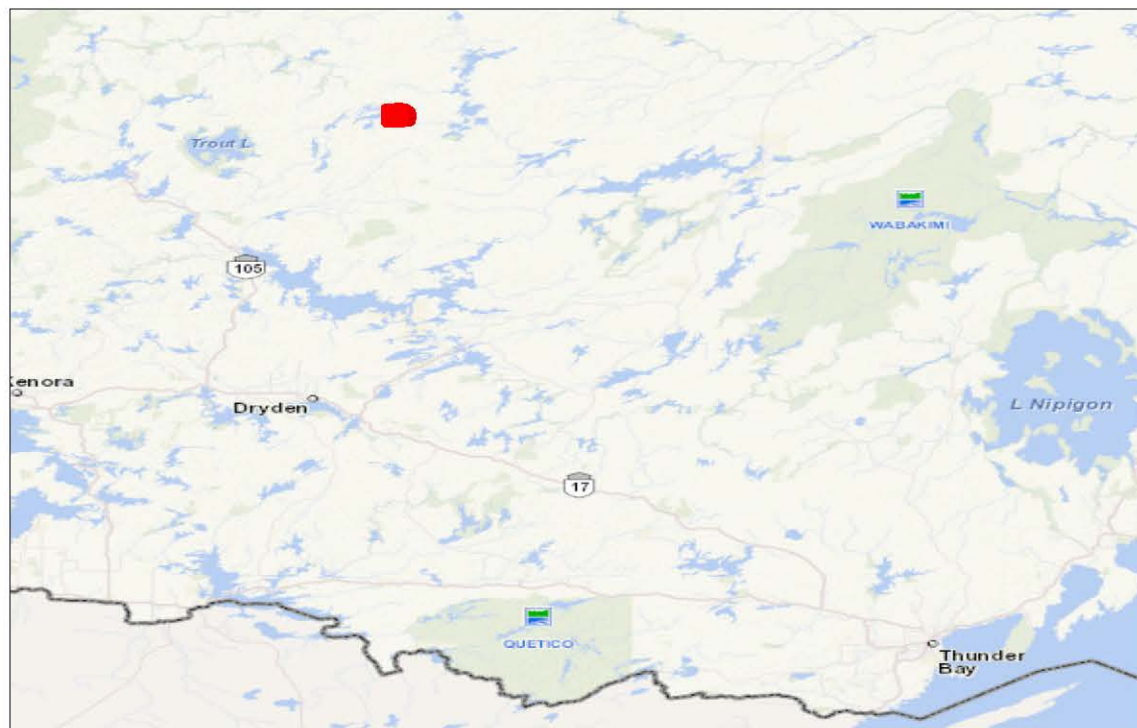 Trout L
WABAKIMI
105
Kenora
Dryden
L Nipigon
17
QUETICO
Thunder
Bay